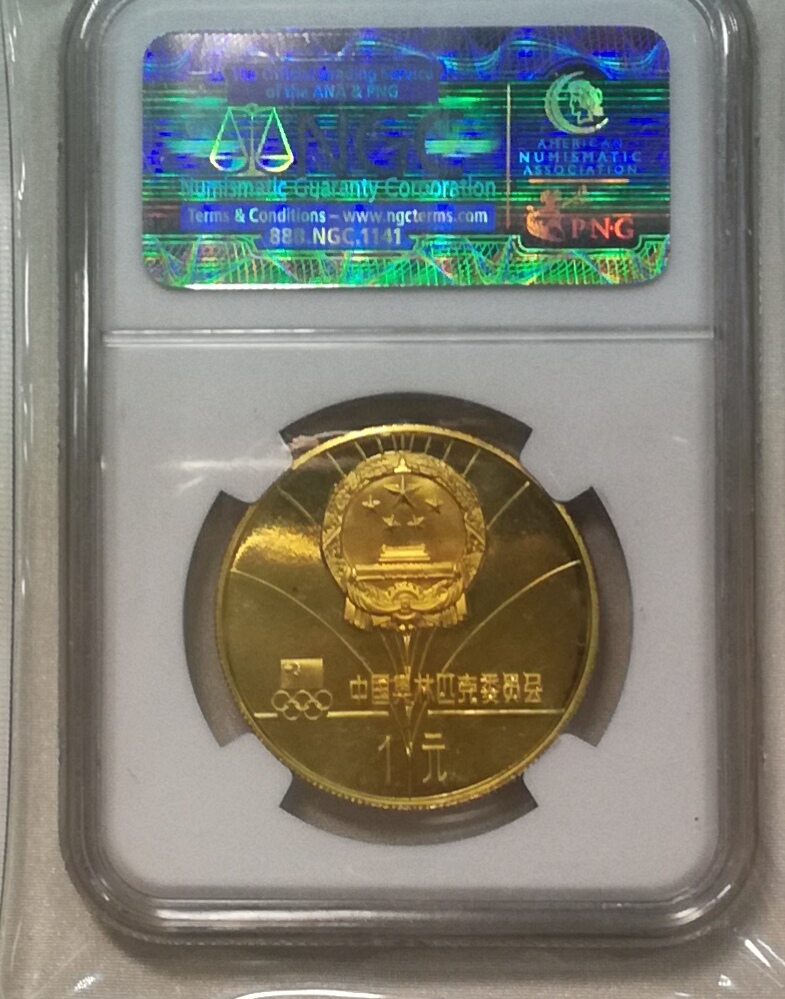 The Official Grading Service
of the ANA & PNG
NGC
Numismatic Guaranty Corporation
Terms & Conditions – www.ngcterms.com
888.NGC.1141
AMERICAN
NUMISMATIC
ASSOCIATION
PNG
中国奥林匹克委员会
1元